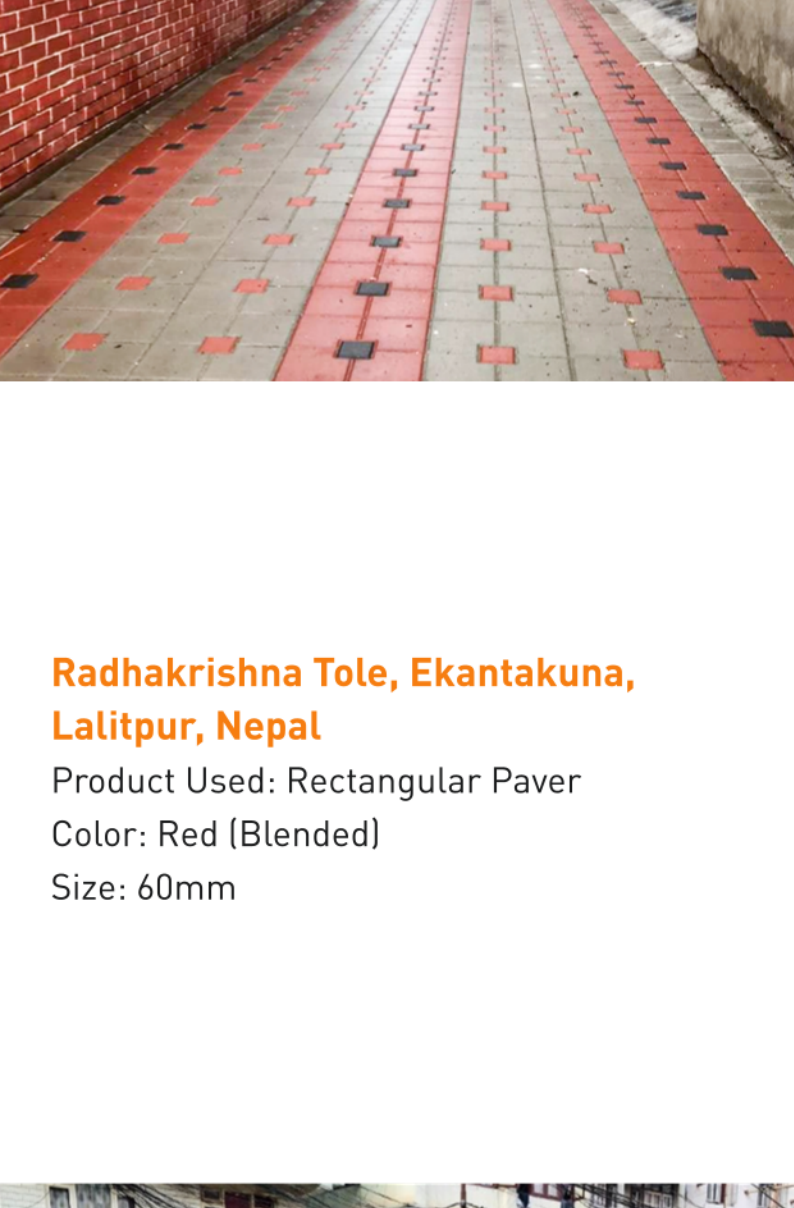 Radhakrishna Tole, Ekantakuna,
Lalitpur, Nepal
Product Used: Rectangular Paver
Color: Red (Blended)
Size: 60mm